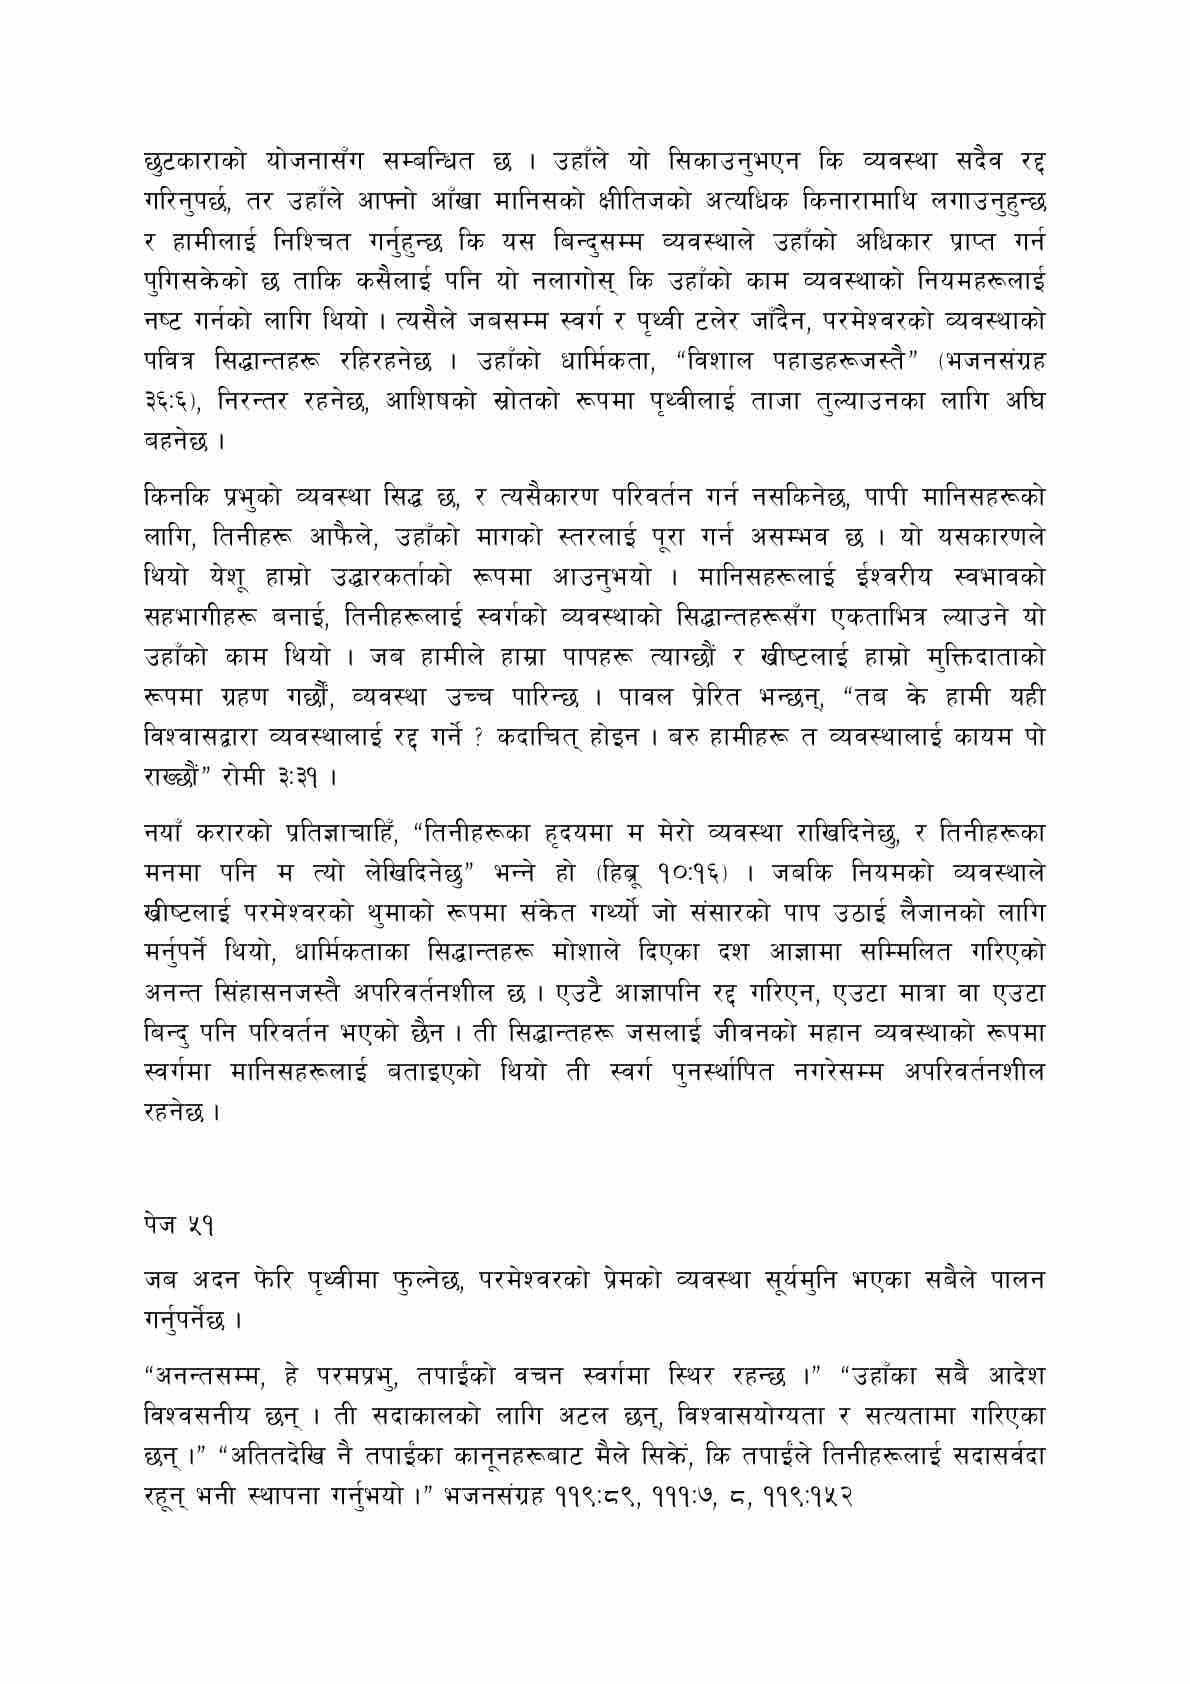 छुटकाराको योजनासँग सम्बन्धित छ । उहाँले यो सिकाउनुभएन कि व्यवस्था सदैव रद्द
गरिनुपर्छ, तर उहाँले आफ्नो आँखा मानिसको क्षीतिजको अत्यधिक किनारामाथि लगाउनुहुन्छ
र हामीलाई निश्चित गर्नुहुन्छ कि यस बिन्दुसम्म व्यवस्थाले उहाँको अधिकार प्राप्त गर्न
पुगिसकेको छ ताकि कसैलाई पनि यो नलागोस् कि उहाँको काम व्यवस्थाको नियमहरूलाई
नष्ट गर्नको लागि थियो । त्यसैले जबसम्म स्वर्ग र पृथ्वी टलेर जाँदैन, परमेश्वरको व्यवस्थाको
पवित्र सिद्धान्तहरू रहिरहनेछ । उहाँको धार्मिकता, “विशाल पहाडहरूजस्तै” (भजनसंग्रह
३६:६), निरन्तर रहनेछ, आशिषको स्रोतको रूपमा पृथ्वीलाई ताजा तुल्याउनका लागि अघि
बहनेछ ।
किनकि प्रभुको व्यवस्था सिद्ध छ, र त्यसैकारण परिवर्तन गर्न नसकिनेछ, पापी मानिसहरूको
लागि, तिनीहरू आफैले, उहाँको मागको स्तरलाई पूरा गर्न असम्भव छ । यो यसकारणले
थियो येशू हाम्रो उद्धारकर्ताको रूपमा आउनुभयो । मानिसहरूलाई ईश्वरीय स्वभावको
सहभागीहरू बनाई, तिनीहरूलाई स्वर्गको व्यवस्थाको सिद्धान्तहरूसँग एकताभित्र ल्याउने यो
उहाँको काम थियो । जब हामीले हाम्रा पापहरू त्याग्छौं र ख्रीष्टलाई हाम्रो मुक्तिदाताको
रूपमा ग्रहण गर्छौं, व्यवस्था उच्च पारिन्छ । पावल प्रेरित भन्छन्, “तब के हामी यही
विश्वासद्वारा व्यवस्थालाई रद्द गर्ने ? कदाचित् होइन । बरु हामीहरू त व्यवस्थालाई कायम पो
राख्छौं” रोमी ३:३१ ।
नयाँ करारको प्रतिज्ञाचाहिँ, “तिनीहरूका हृदयमा म मेरो व्यवस्था राखिदिनेछु, र तिनीहरूका
मनमा पनि म त्यो लेखिदिनेछु” भन्ने हो (हिब्रू १०:१६) । जबकि नियमको व्यवस्थाले
ख्रीष्टलाई परमेश्वरको थुमाको रूपमा संकेत गर्थ्यो जो संसारको पाप उठाई लैजानको लागि
मर्नुपर्ने थियो, धार्मिकताका सिद्धान्तहरू मोशाले दिएका दश आज्ञामा सम्मिलित गरिएको
अनन्त सिंहासनजस्तै अपरिवर्तनशील छ । एउटै आज्ञापनि रद्द गरिएन, एउटा मात्रा वा एउटा
बिन्दु पनि परिवर्तन भएको छैन । ती सिद्धान्तहरू जसलाई जीवनको महान व्यवस्थाको रूपमा
स्वर्गमा मानिसहरूलाई बताइएको थियो ती स्वर्ग पुनर्स्थापित नगरेसम्म अपरिवर्तनशील
रहनेछ ।
पेज ५१
जब अदन फेरि पृथ्वीमा फुल्नेछ, परमेश्वरको प्रेमको व्यवस्था सूर्यमुनि भएका सबैले पालन
गर्नुपर्नेछ ।
“अनन्तसम्म, हे परमप्रभु, तपाईंको वचन स्वर्गमा स्थिर रहन्छ ।” “उहाँका सबै आदेश
विश्वसनीय छन् । ती सदाकालको लागि अटल छन्, विश्वासयोग्यता र सत्यतामा गरिएका
छन् ।” “अतितदेखि नै तपाईंका कानूनहरूबाट मैले सिकें, कि तपाईंले तिनीहरूलाई सदासर्वदा
रहून् भनी स्थापना गर्नुभयो ।” भजनसंग्रह ११९:८९, १११:७, ८, ११९:१५२